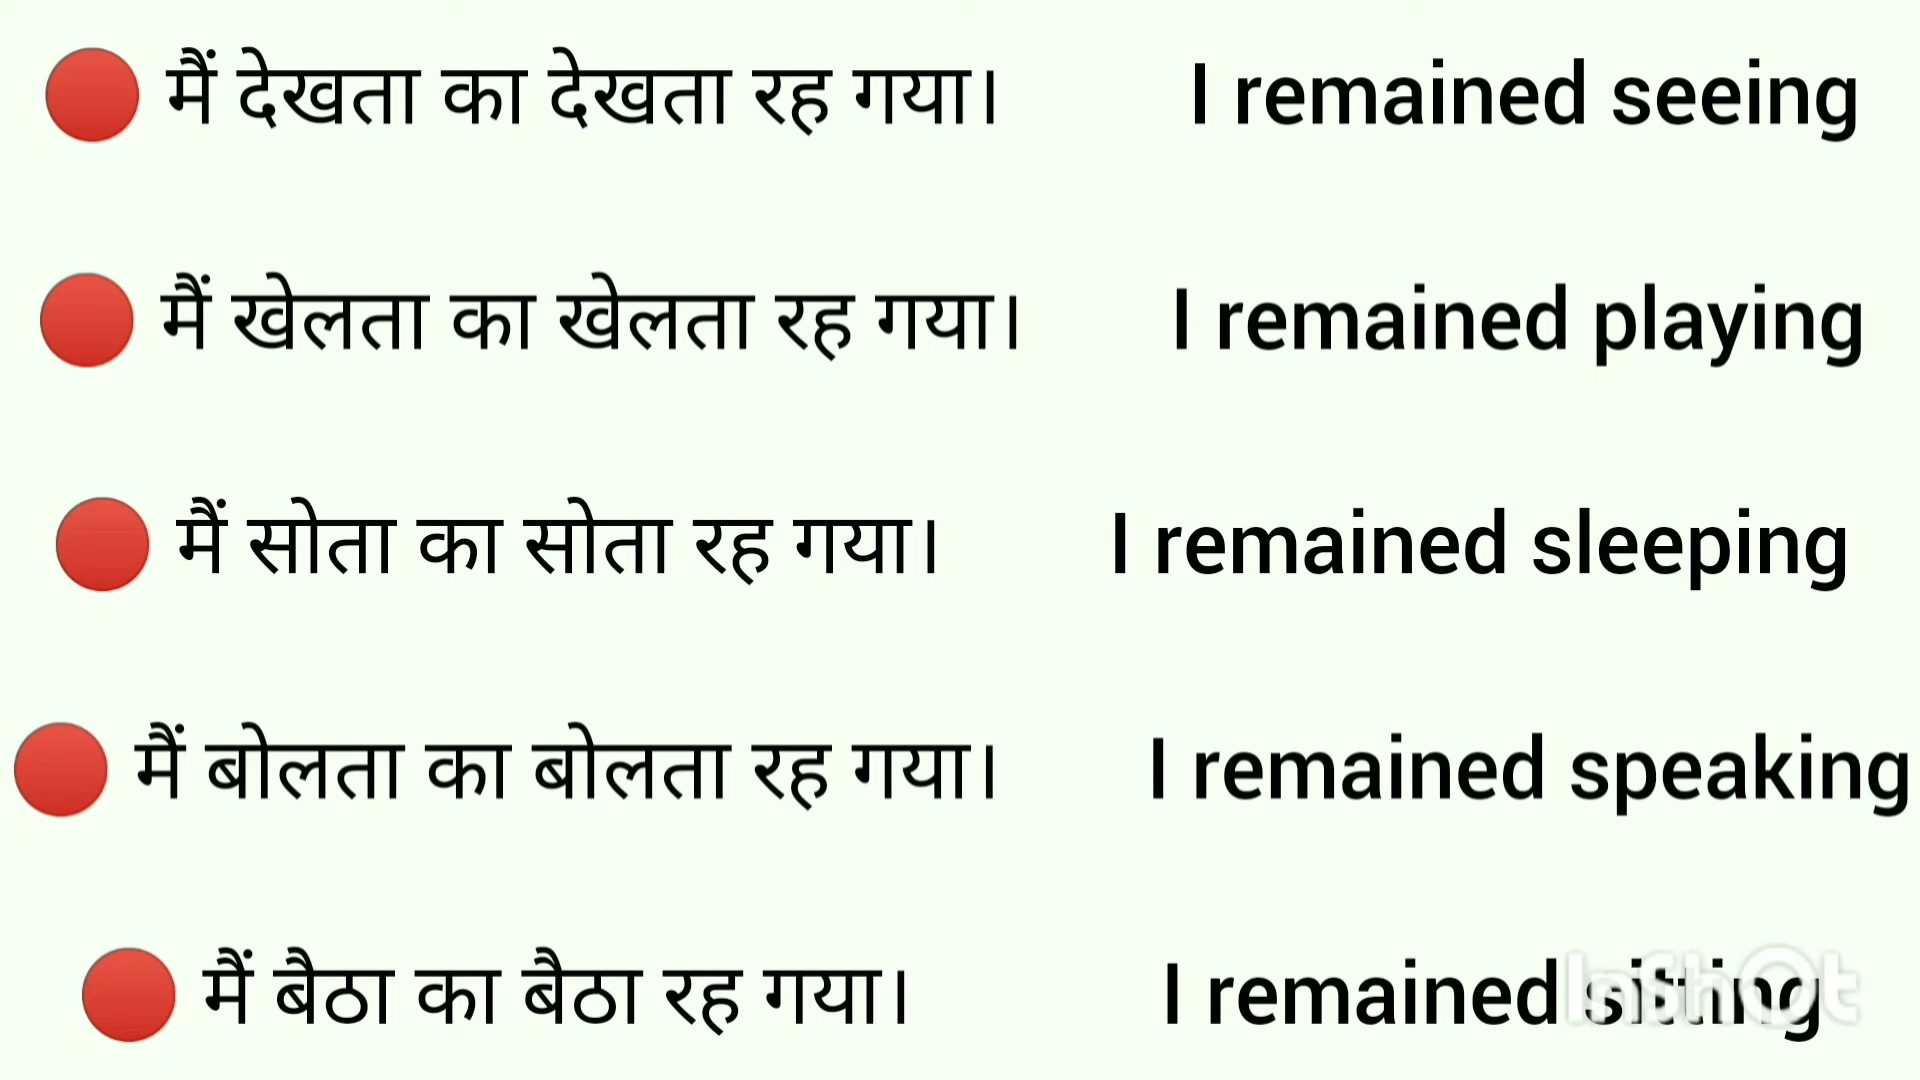 मैं देखता का देखता रह गया। I remained seeing
मैं खेलता का खेलता रह गया। I remained playing
मैं सोता का सोता रह गया। I remained sleeping
मैं बोलता का बोलता रह गया। I remained speaking
मैं बैठा का बैठा रह गया। I remained sitting
InShOt